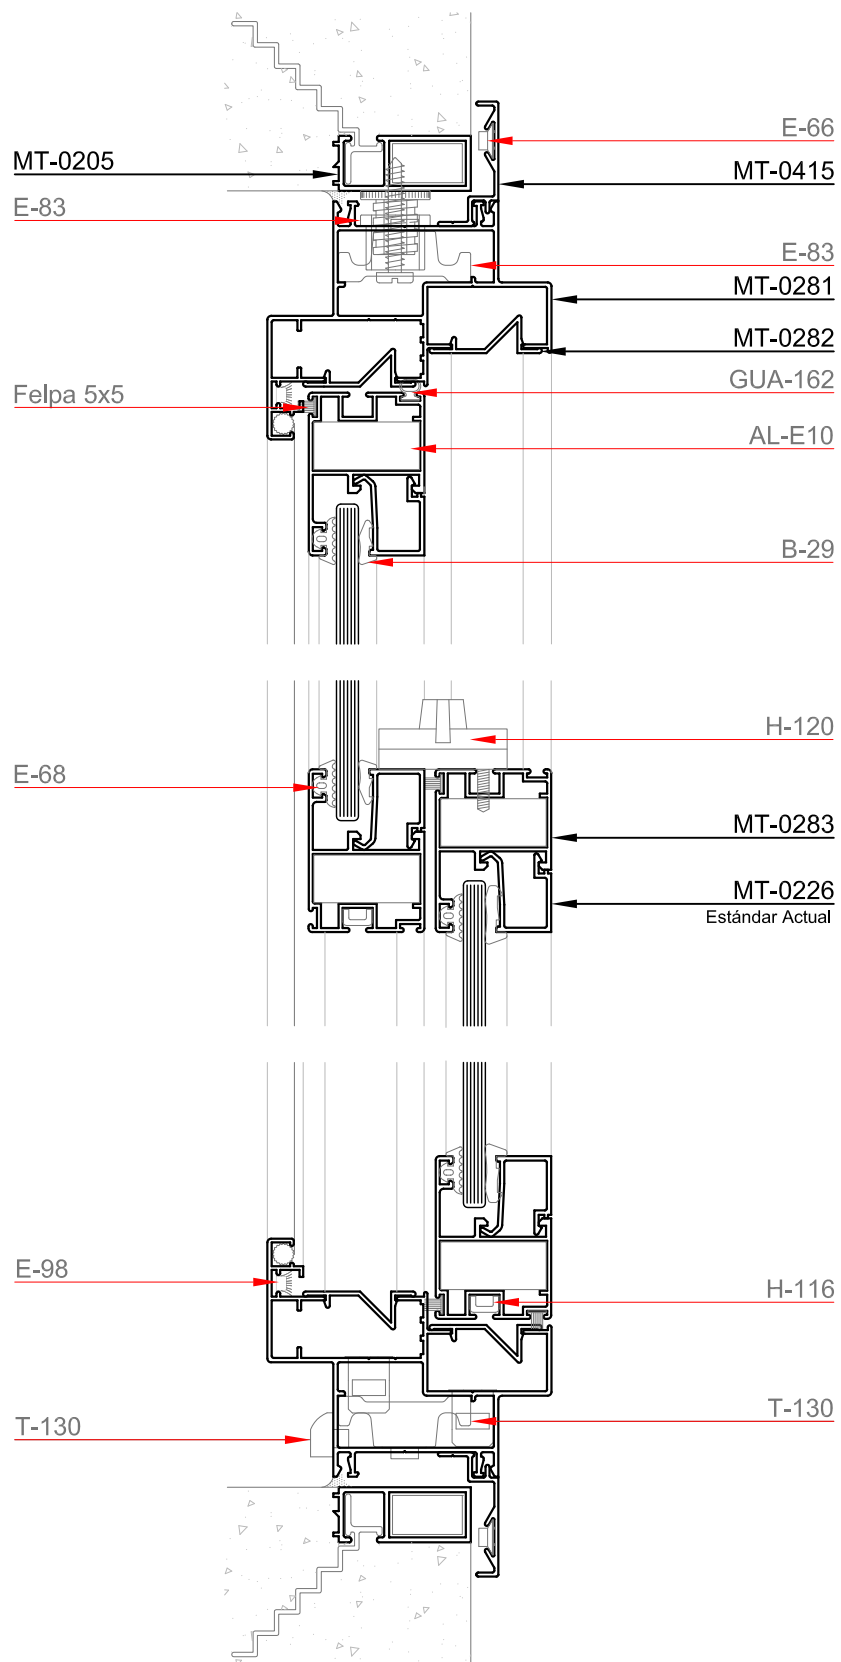 E-66
MT-0205
MT-0415
E-83
E-83
MT-0281
MT-0282
GUA-162
Felpa 5x5
AL-E10
B-29
H-120
E-68
MT-0283
MT-0226
Estándar Actual
E-98
H-116
T-130
T-130